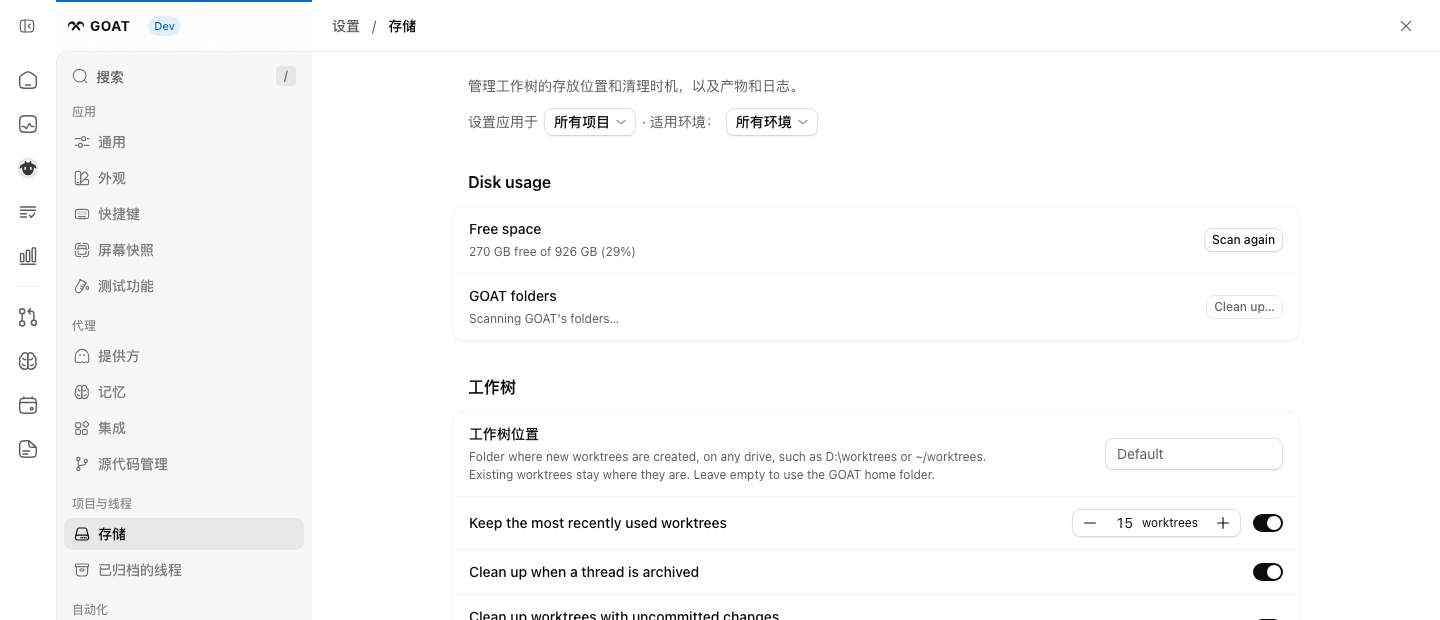 GOAT
Dev
设置 / 存储
搜索
/
应用
通用
外观
快捷键
屏幕快照
测试功能
代理
提供方
记忆
集成
源代码管理
项目与线程
存储
已归档的线程
自动化
管理工作树的存放位置和清理时机，以及产物和日志。
设置应用于 所有项目 · 适用环境： 所有环境
Disk usage
Free space
270 GB free of 926 GB (29%)
Scan again
GOAT folders
Scanning GOAT's folders...
Clean up...
工作树
工作树位置
Folder where new worktrees are created, on any drive, such as D:\worktrees or ~/worktrees.
Existing worktrees stay where they are. Leave empty to use the GOAT home folder.
Default
Keep the most recently used worktrees
15 worktrees
Clean up when a thread is archived
Clean up worktrees with uncommitted changes